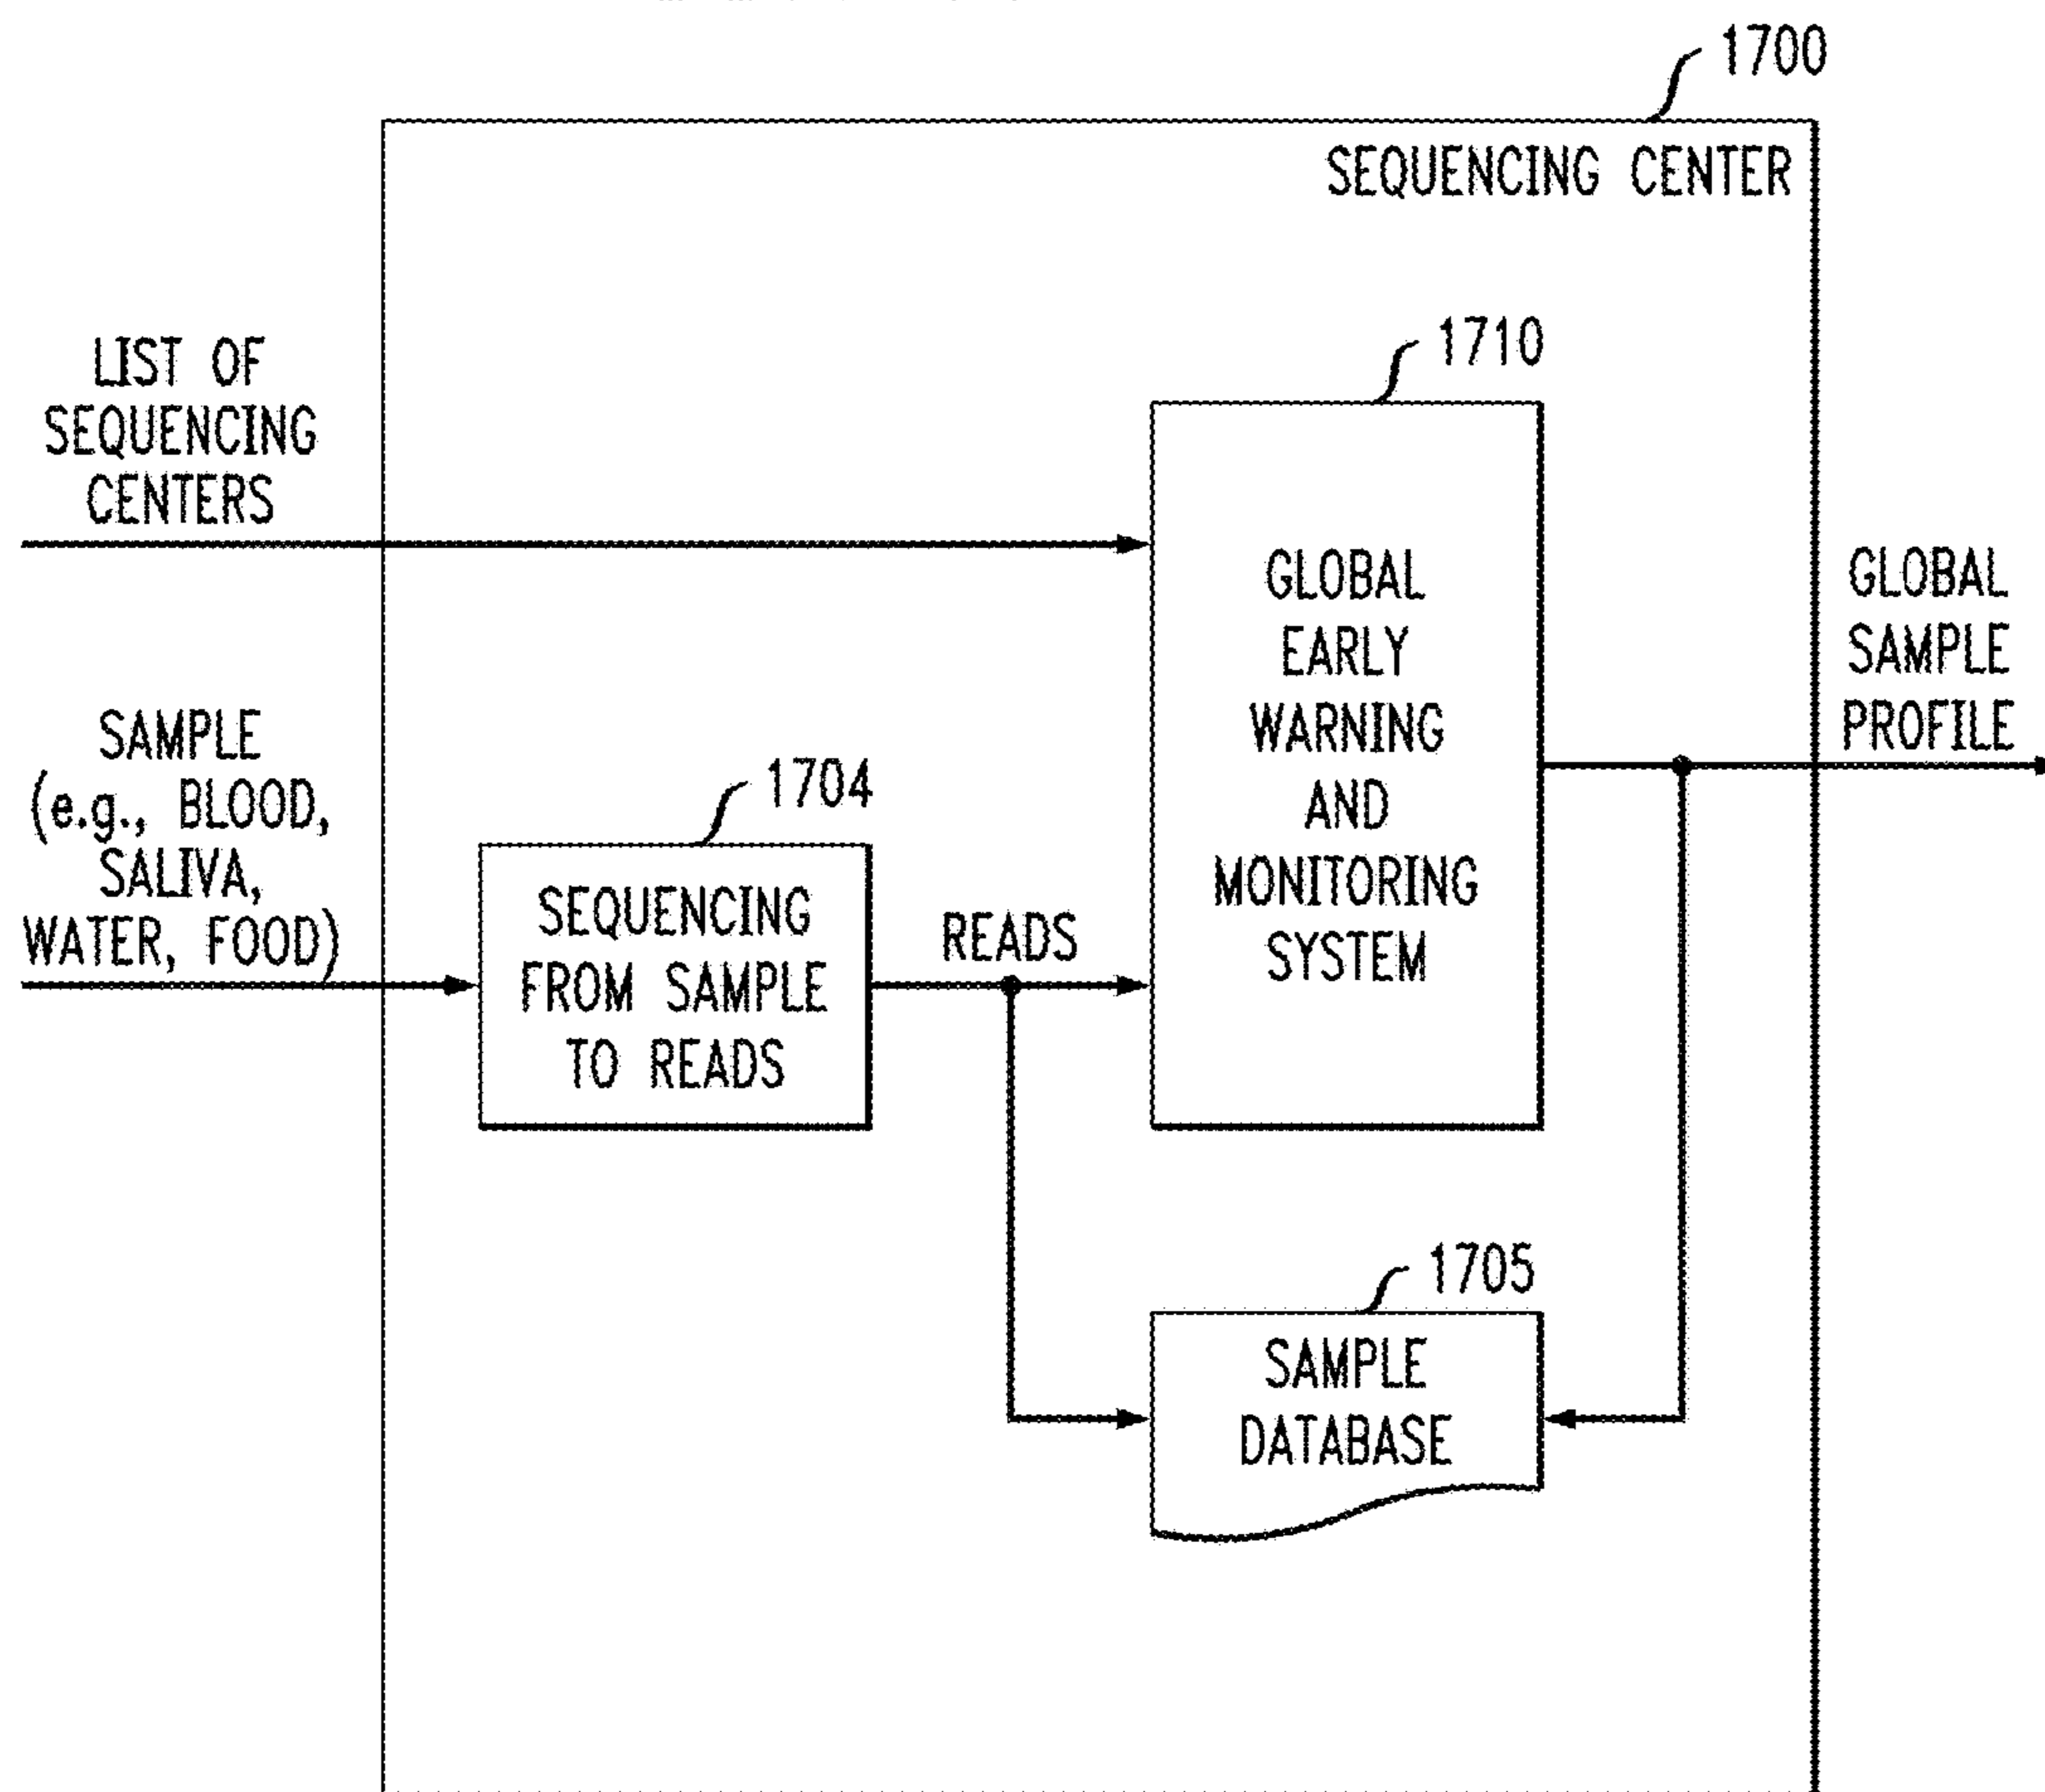 1700
SEQUENCING CENTER
LIST OF
SEQUENCING
CENTERS
1710
GLOBAL
EARLY
WARNING
AND
MONITORING
SYSTEM
GLOBAL
SAMPLE
PROFILE
SAMPLE
(e.g., BLOOD,
SALIVA,
WATER, FOOD)
1704
SEQUENCING
FROM SAMPLE
TO READS
READS
1705
SAMPLE
DATABASE